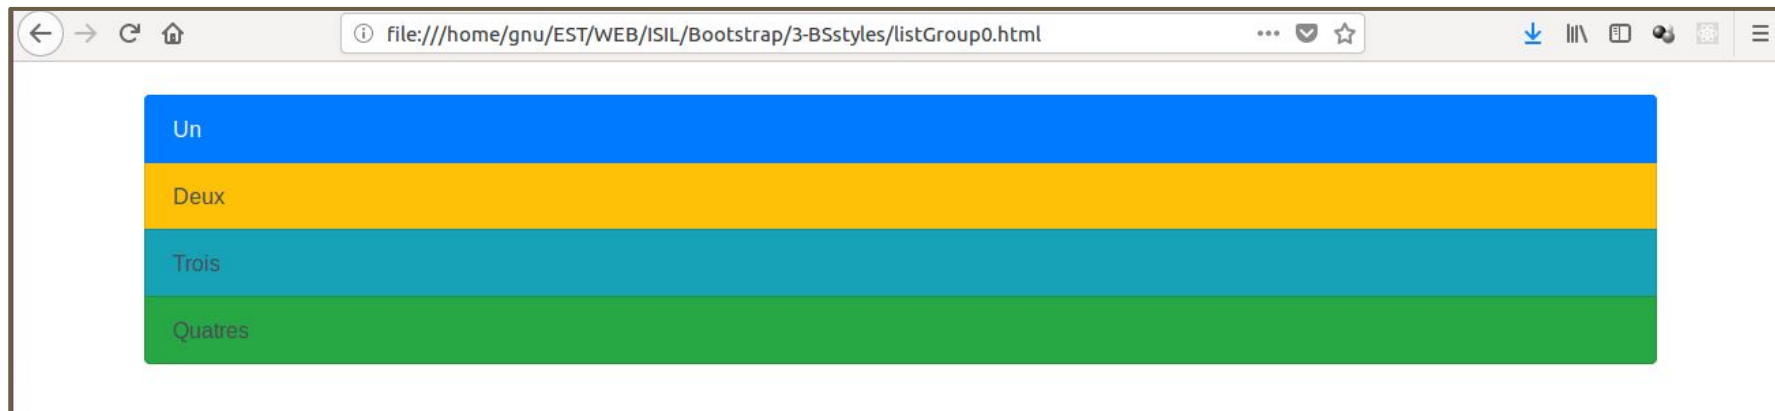 file:///home/gnu/EST/WEB/ISIL/Bootstrap/3-BSstyles/listGroup0.html
Un
Deux
Trois
Quatres